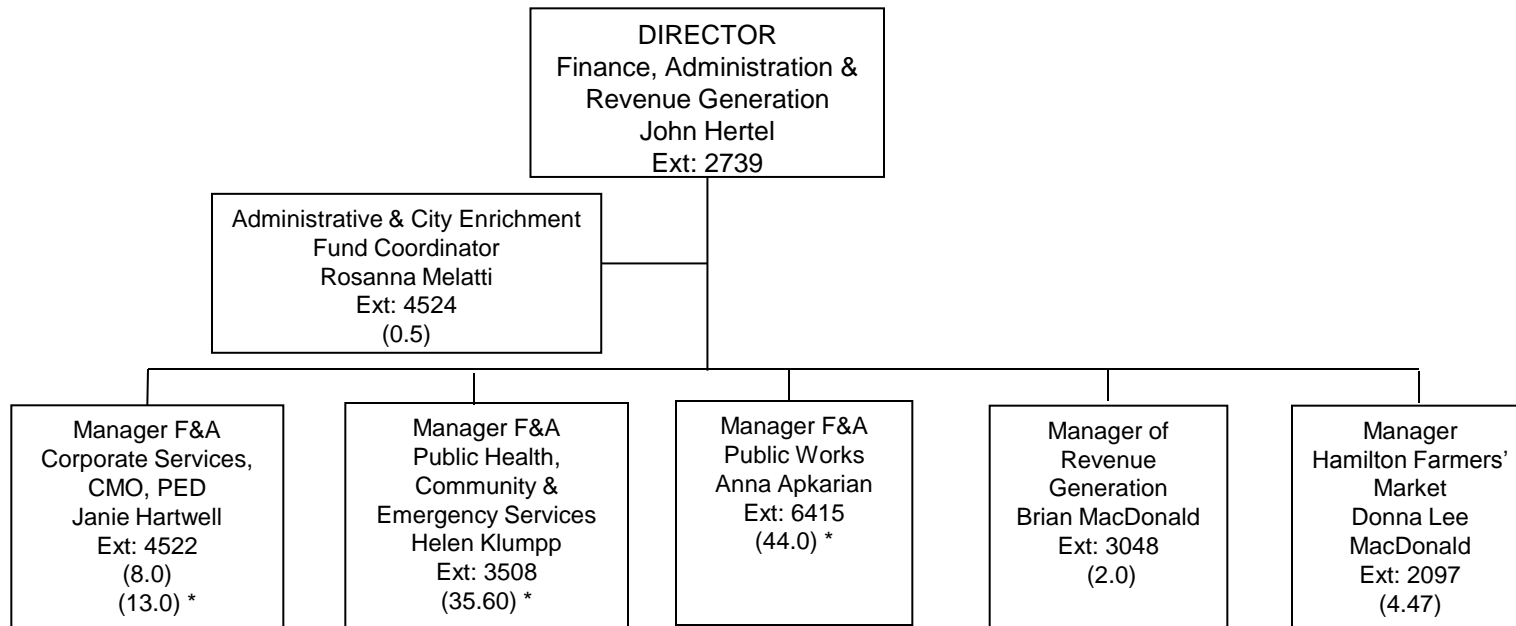 DIRECTOR
Finance, Administration &
Revenue Generation
John Hertel
Ext: 2739
Administrative & City Enrichment
Fund Coordinator
Rosanna Melatti
Ext: 4524
(0.5)
Manager F&A
Corporate Services,
CMO, PED
Janie Hartwell
Ext: 4522
(8.0)
(13.0) *
Manager F&A
Public Health,
Community &
Emergency Services
Helen Klumpp
Ext: 3508
(35.60) *
Manager F&A
Public Works
Anna Apkarian
Ext: 6415
(44.0) *
Manager of
Revenue
Generation
Brian MacDonald
Ext: 3048
(2.0)
Manager
Hamilton Farmers’
Market
Donna Lee
MacDonald
Ext: 2097
(4.47)